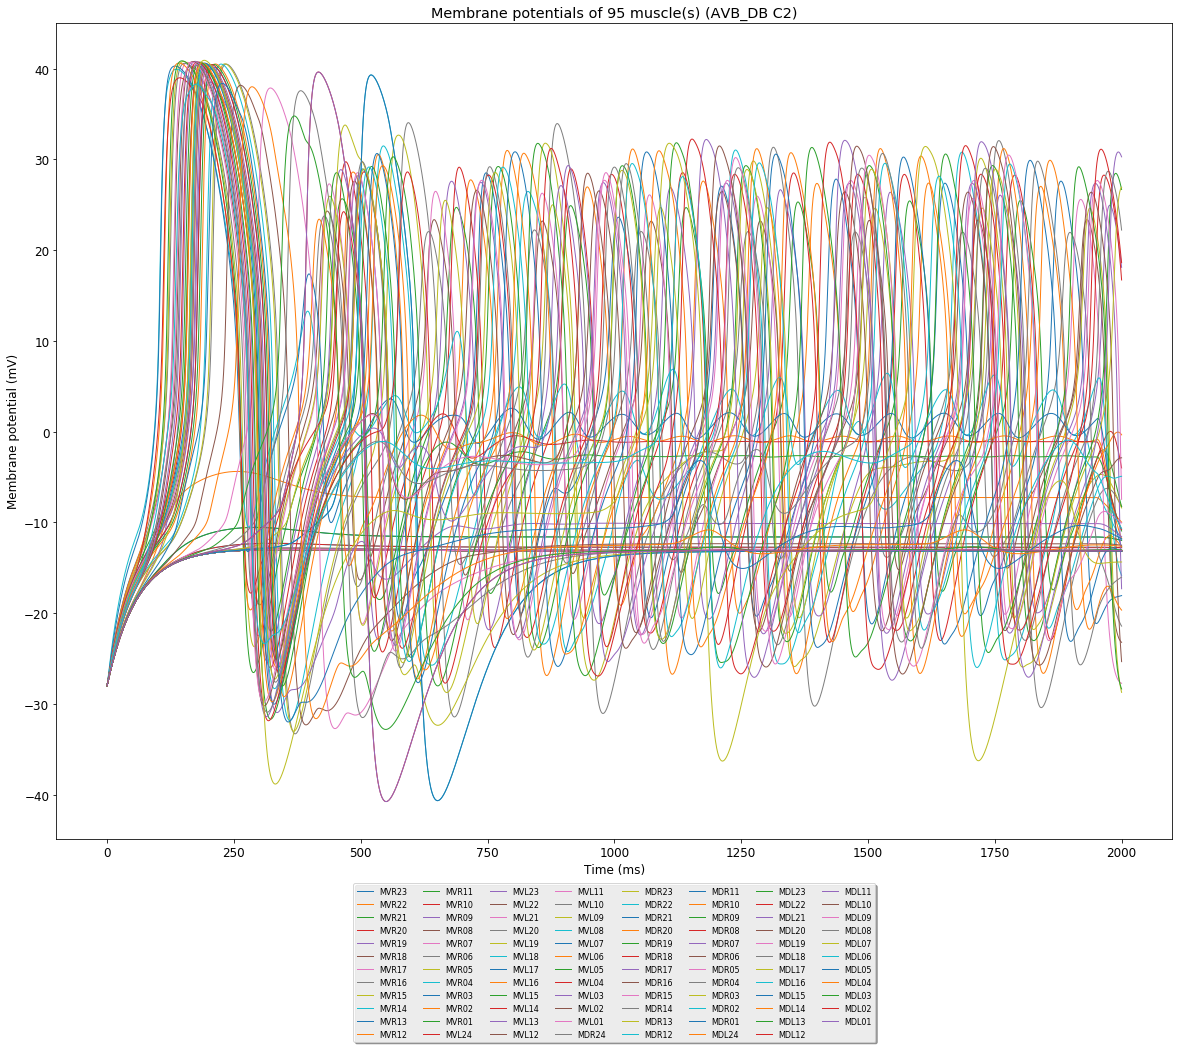 Membrane potentials of 95 muscle(s) (AVB_DB C2)
Membrane potential (mV)
40
30
20
10
0
−10
−20
−30
−40
0 250 500 750 1000 1250 1500 1750 2000
Time (ms)
MVR23 MVR11 MVL23 MVL11 MDR23 MDR11 MDL23 MDL11
MVR22 MVR10 MVL22 MVL10 MDR22 MDR10 MDL22 MDL10
MVR21 MVR09 MVL21 MVL09 MDR21 MDR09 MDL21 MDL09
MVR20 MVR08 MVL20 MVL08 MDR20 MDR08 MDL20 MDL08
MVR19 MVR07 MVL19 MVL07 MDR19 MDR07 MDL19 MDL07
MVR18 MVR06 MVL18 MVL06 MDR18 MDR06 MDL18 MDL06
MVR17 MVR05 MVL17 MVL05 MDR17 MDR05 MDL17 MDL05
MVR16 MVR04 MVL16 MVL04 MDR16 MDR04 MDL16 MDL04
MVR15 MVR03 MVL15 MVL03 MDR15 MDR03 MDL15 MDL03
MVR14 MVR02 MVL14 MVL02 MDR14 MDR02 MDL14 MDL02
MVR13 MVR01 MVL13 MVL01 MDR13 MDR01 MDL13 MDL01
MVR12 MVL24 MVL12 MDR24 MDR12 MDL24 MDL12